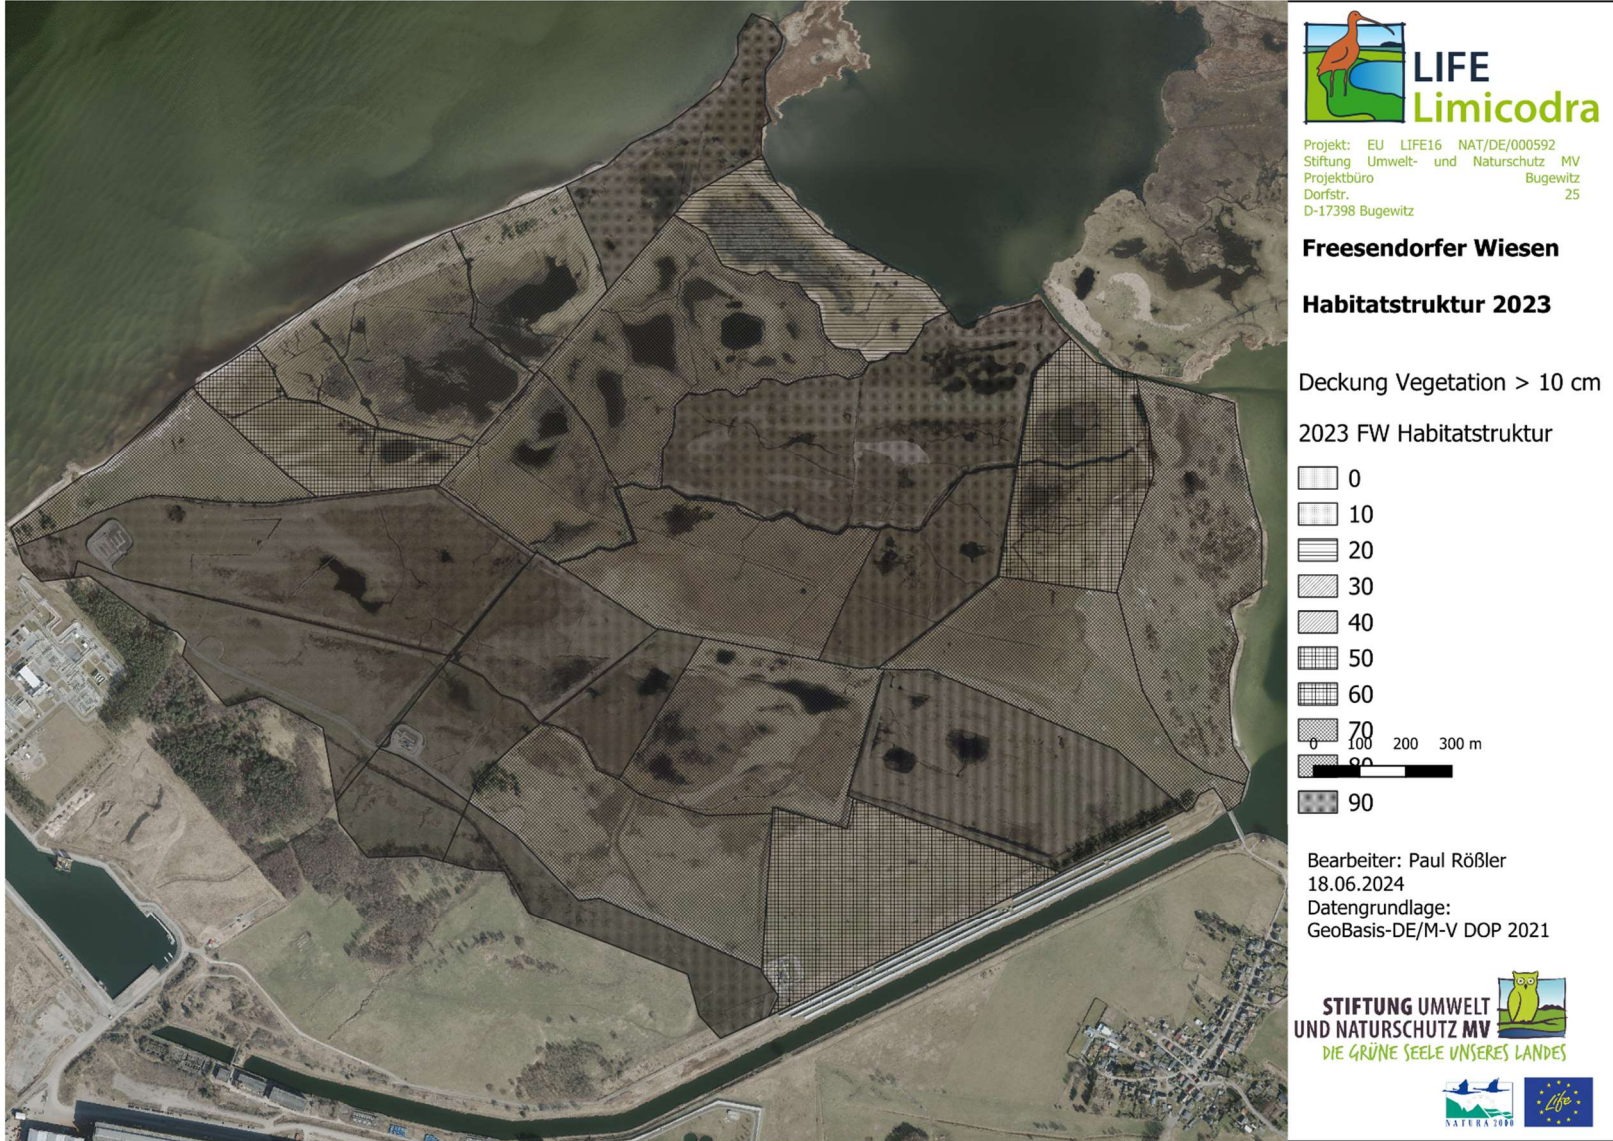 LIFE
Limicodra
Projekt: EU LIFE16 NAT/DE/000592
Stiftung Umwelt- und Naturschutz MV
Projektbüro Bugewitz
Dorfstr. 25
D-17398 Bugewitz
Freesendorfer Wiesen
Habitatstruktur 2023
Deckung Vegetation > 10 cm
2023 FW Habitatstruktur
0
10
20
30
40
50
60
70
0 100 200 300 m
80
90
Bearbeiter: Paul Rößler
18.06.2024
Datengrundlage:
GeoBasis-DE/M-V DOP 2021
STIFTUNG UMWELT
UND NATURSCHUTZ MV
DIE GRÜNE SEELE UNSERES LANDES
NATURA 2000
Life